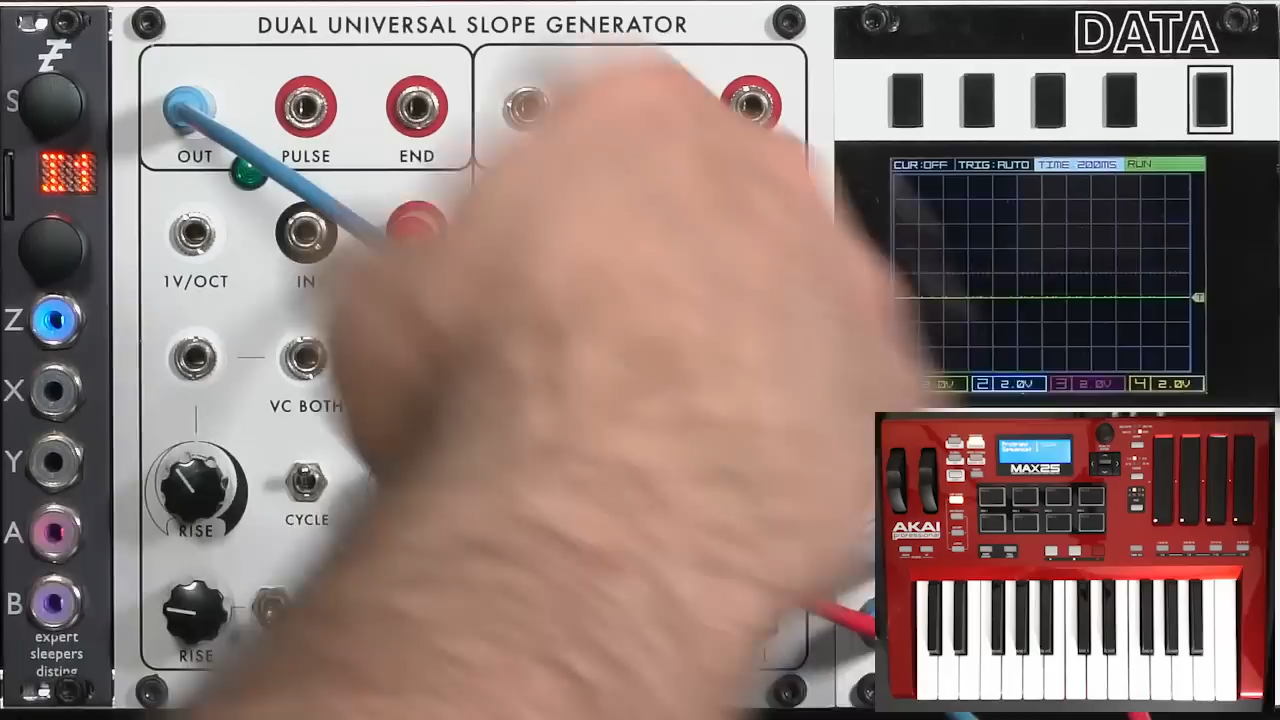 DUAL UNIVERSAL SLOPE GENERATOR
DATA
S
OUT
PULSE
END
CUR:OFF
TRIG:AUTO
TIME 200MS
RUN
1V/OCT
IN
T
Z
X
VC BOTH
2 2.0V
3 2.0V
4 2.0V
Y
RISE
CYCLE
MAX25
AKAI
professional
A
B
RISE
expert
sleepers
disting